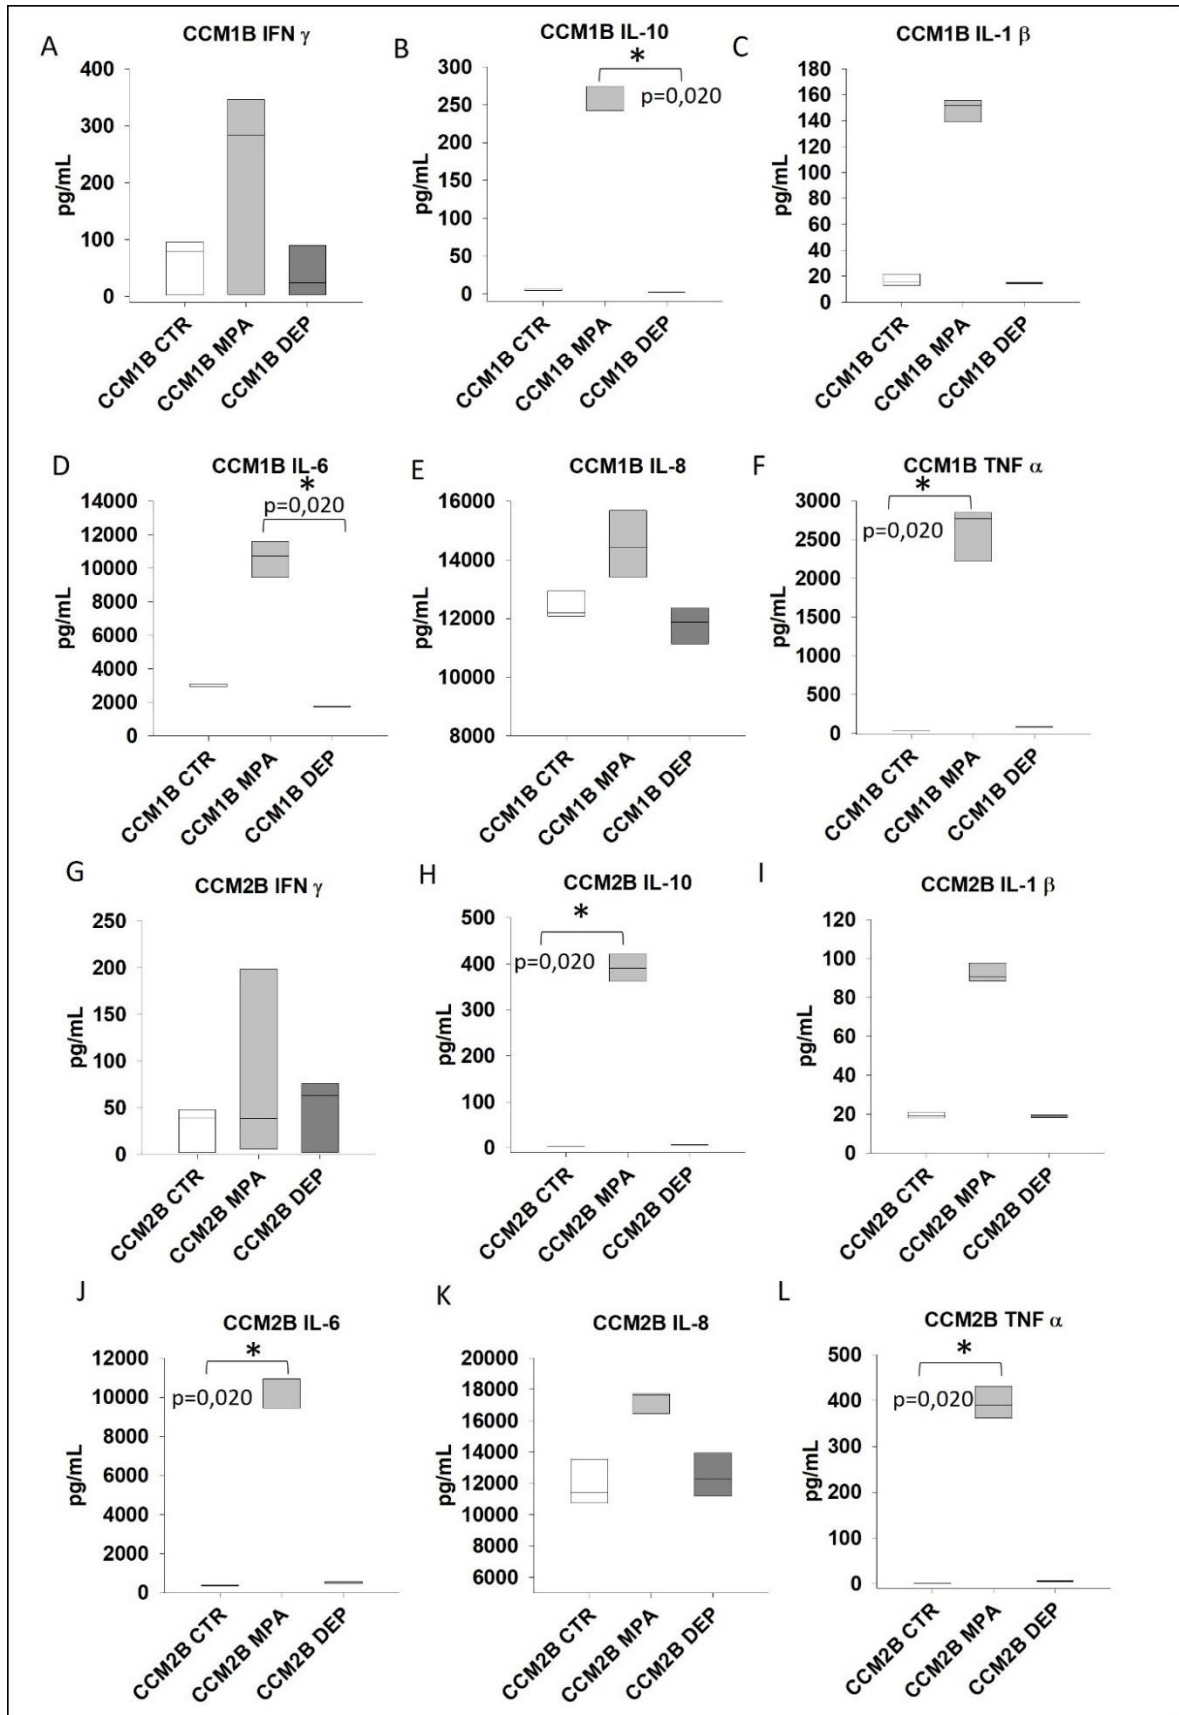 A
CCM1B IFN γ
400
300
200
100
0
pg/mL
CCM1B CTR
CCM1B MPA
CCM1B DEP
B
CCM1B IL-10
*
p=0,020
300
250
200
150
100
50
0
pg/mL
CCM1B CTR
CCM1B MPA
CCM1B DEP
C
CCM1B IL-1 β
180
160
140
120
100
80
60
40
20
0
pg/mL
CCM1B CTR
CCM1B MPA
CCM1B DEP
D
CCM1B IL-6
*
p=0,020
14000
12000
10000
8000
6000
4000
2000
0
pg/mL
CCM1B CTR
CCM1B MPA
CCM1B DEP
E
CCM1B IL-8
16000
14000
12000
10000
8000
pg/mL
CCM1B CTR
CCM1B MPA
CCM1B DEP
F
CCM1B TNF α
*
p=0,020
3000
2500
2000
1500
1000
500
0
pg/mL
CCM1B CTR
CCM1B MPA
CCM1B DEP
G
CCM2B IFN γ
250
200
150
100
50
0
pg/mL
CCM2B CTR
CCM2B MPA
CCM2B DEP
H
CCM2B IL-10
*
p=0,020
500
400
300
200
100
0
pg/mL
CCM2B CTR
CCM2B MPA
CCM2B DEP
I
CCM2B IL-1 β
120
100
80
60
40
20
0
pg/mL
CCM2B CTR
CCM2B MPA
CCM2B DEP
J
CCM2B IL-6
*
p=0,020
12000
10000
8000
6000
4000
2000
0
pg/mL
CCM2B CTR
CCM2B MPA
CCM2B DEP
K
CCM2B IL-8
20000
18000
16000
14000
12000
10000
8000
6000
pg/mL
CCM2B CTR
CCM2B MPA
CCM2B DEP
L
CCM2B TNF α
*
p=0,020
500
400
300
200
100
0
pg/mL
CCM2B CTR
CCM2B MPA
CCM2B DEP